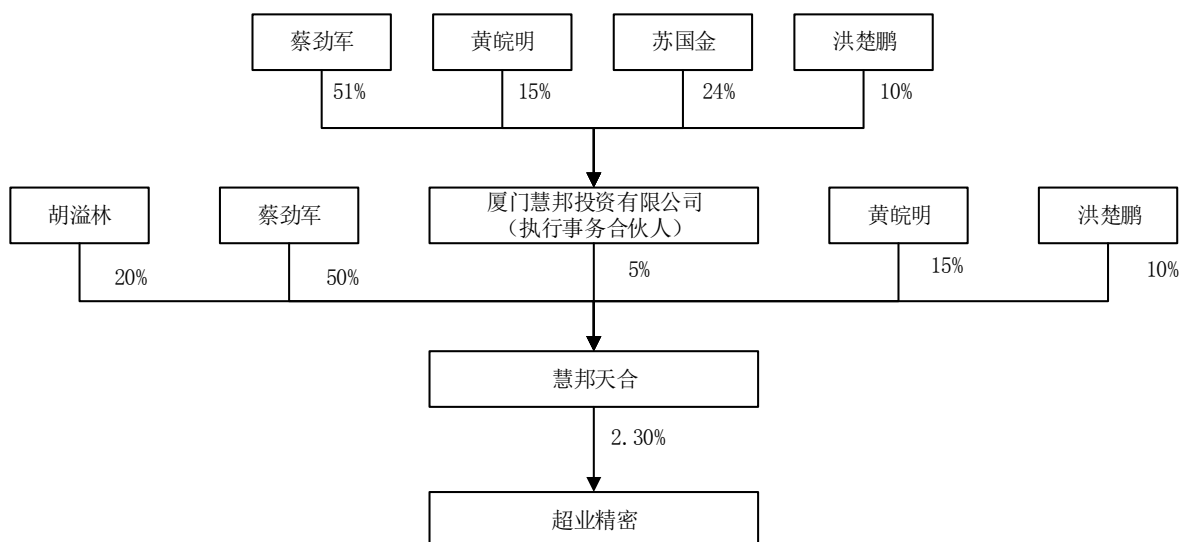 蔡劲军
黄皖明
苏国金
洪楚鹏
51%
15%
24%
10%
胡溢林
蔡劲军
厦门慧邦投资有限公司
（执行事务合伙人）
黄皖明
洪楚鹏
20%
50%
5%
15%
10%
慧邦天合
2.30%
超业精密